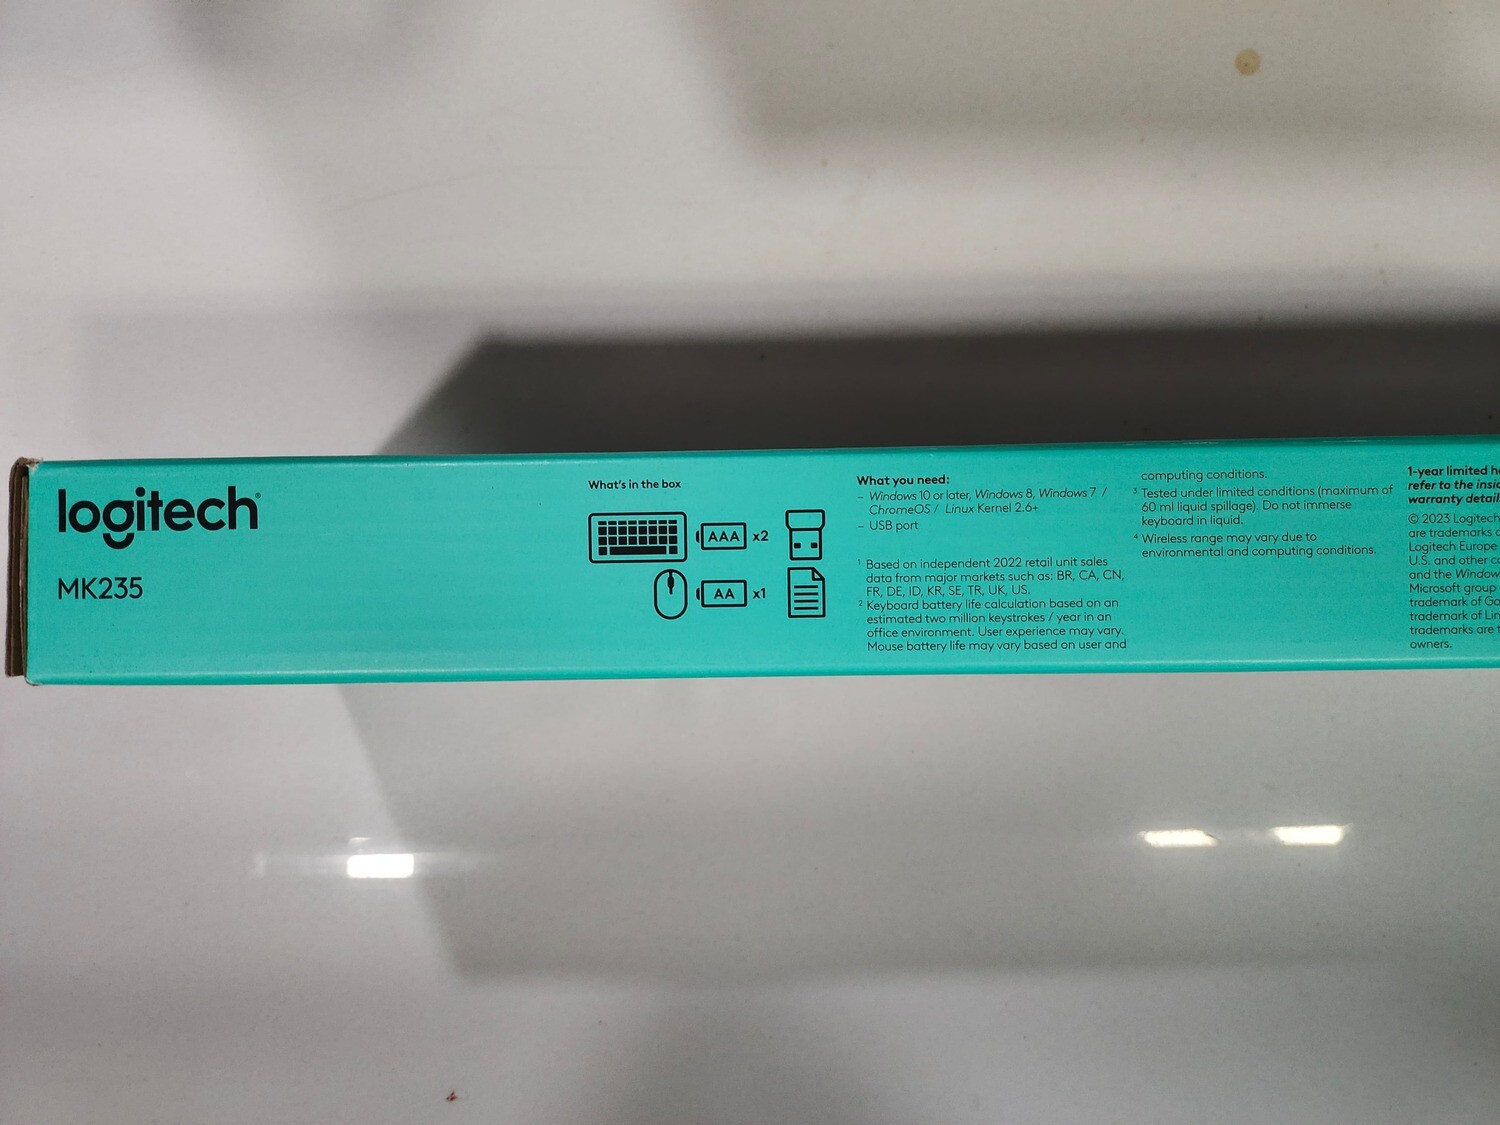 logitech®
MK235
What's in the box
AAA x2
AA x1
What you need:
– Windows 10 or later, Windows 8, Windows 7 /
ChromeOS / Linux Kernel 2.6+
– USB port
¹ Based on independent 2022 retail unit sales
data from major markets such as: BR, CA, CN,
FR, DE, ID, KR, SE, TR, UK, US.
² Keyboard battery life calculation based on an
estimated two million keystrokes / year in an
office environment. User experience may vary.
Mouse battery life may vary based on user and
computing conditions.
³ Tested under limited conditions (maximum of
60 ml liquid spillage). Do not immerse
keyboard in liquid.
⁴ Wireless range may vary due to
environmental and computing conditions.
1-year limited
refer to the
warranty
© 2023 Logitech
are trademarks
Logitech Europe
U.S. and other
and the
Microsoft group
trademark of
trademark of
trademarks are
owners.